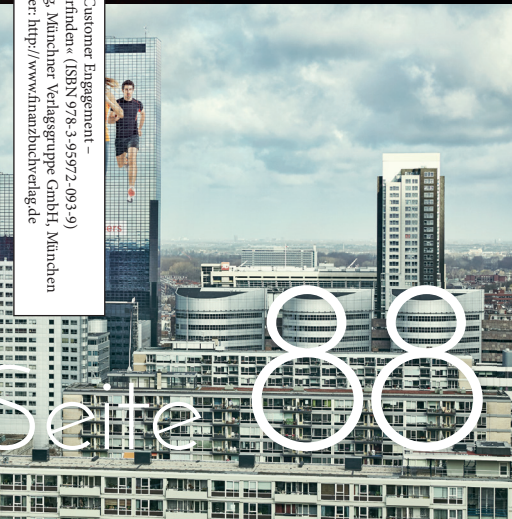 Customer Engagement –
rfinden« (ISBN 978-3-95972-093-9)
g, Münchner Verlagsgruppe GmbH, München
er: http://www.finanzbuchverlag.de
ers
Seite 88